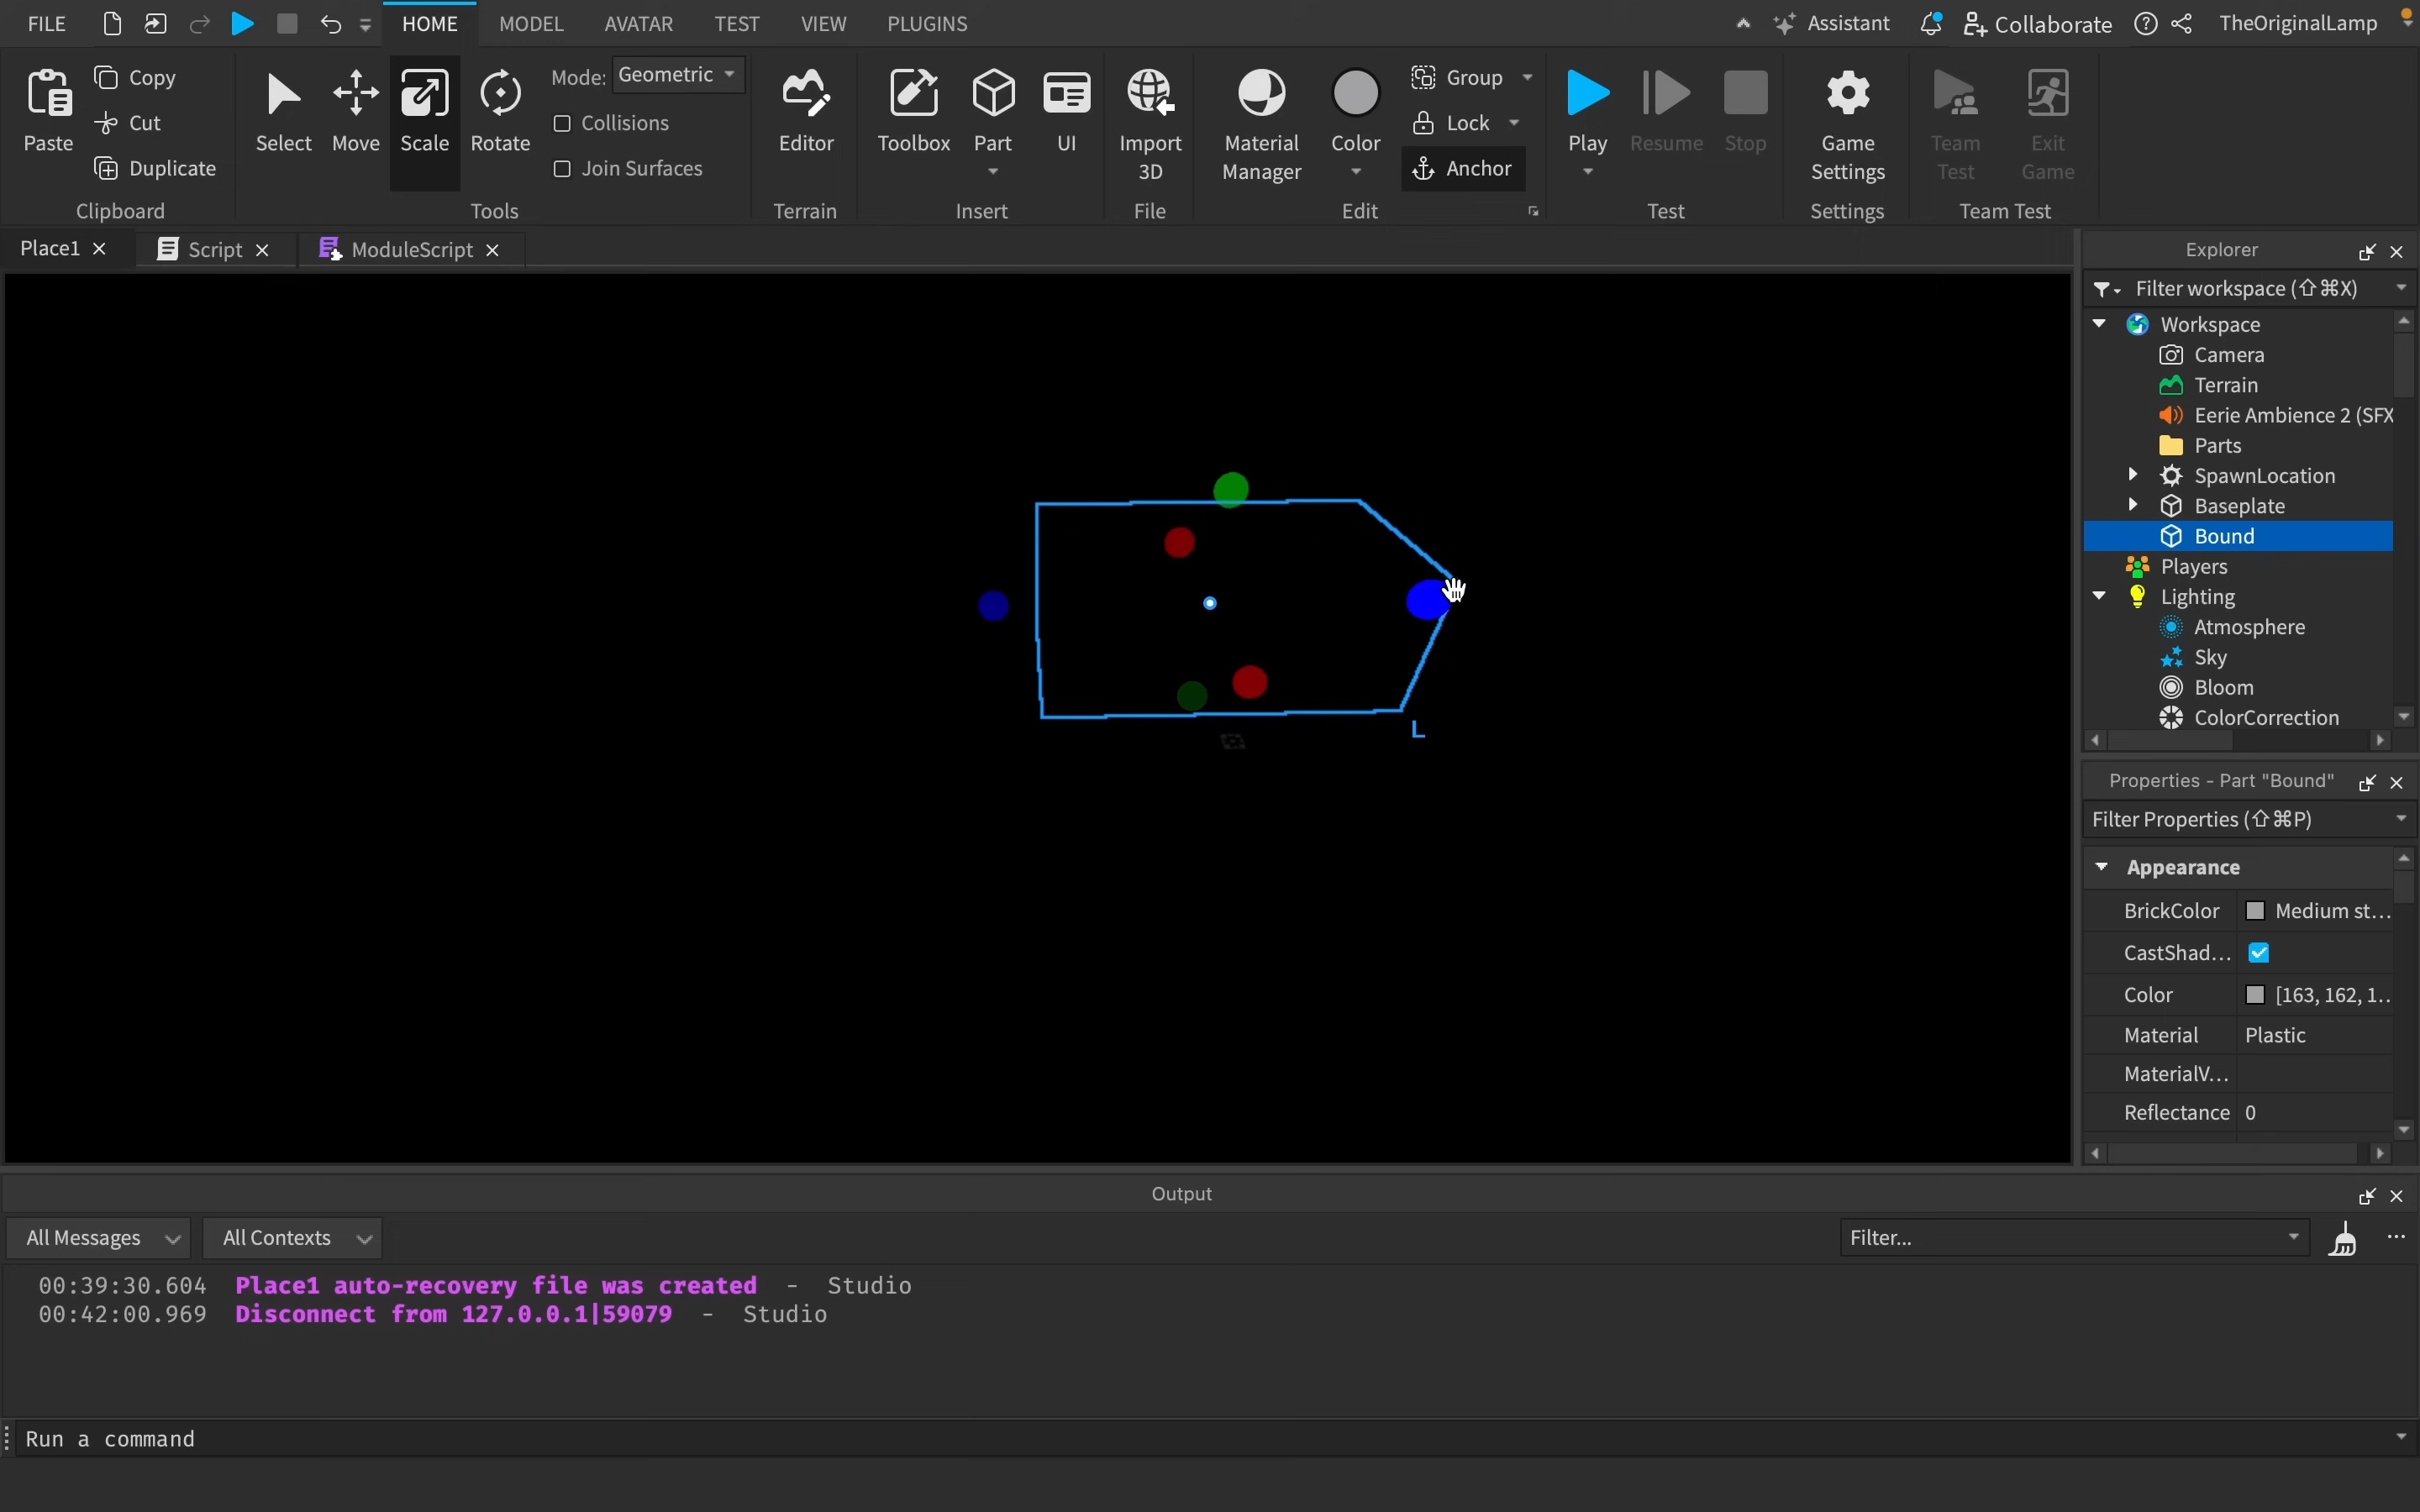 FILE HOME MODEL AVATAR TEST VIEW PLUGINS Assistant Collaborate TheOriginalLamp
Paste
Copy
Cut
Duplicate
Clipboard
Select Move Scale Rotate
Mode: Geometric
Collisions
Join Surfaces
Tools
Editor
Terrain
Toolbox Part UI
Insert
Import
3D
File
Material
Manager
Color
Group
Lock
Anchor
Edit
Play Resume Stop
Test
Game
Settings
Settings
Team
Test
Exit
Game
Team Test
Place1 Script ModuleScript
L
Explorer
Filter workspace (⇧⌘X)
Workspace
Camera
Terrain
Eerie Ambience 2 (SFX
Parts
SpawnLocation
Baseplate
Bound
Players
Lighting
Atmosphere
Sky
Bloom
ColorCorrection
Properties - Part "Bound"
Filter Properties (⇧⌘P)
Appearance
BrickColor Medium st...
CastShad...
Color [163, 162, 1...
Material Plastic
MaterialV...
Reflectance 0
Output
All Messages All Contexts Filter...
00:39:30.604 Place1 auto-recovery file was created - Studio
00:42:00.969 Disconnect from 127.0.0.1|59079 - Studio
Run a command